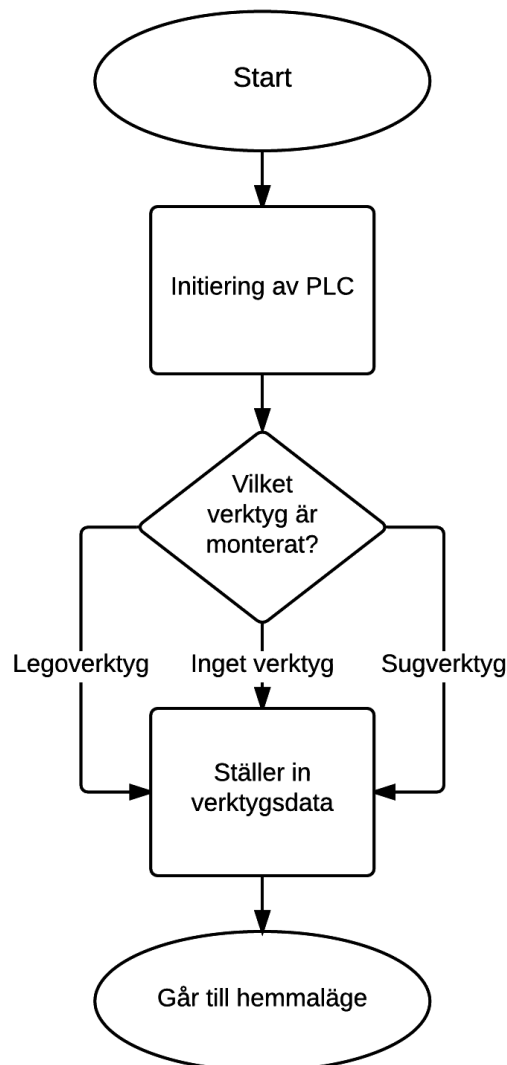 Start
Initiering av PLC
Vilket
verktyg är
monterat?
Legoverktyg
Inget verktyg
Sugverktyg
Ställer in
verktygsdata
Går till hemmaläge